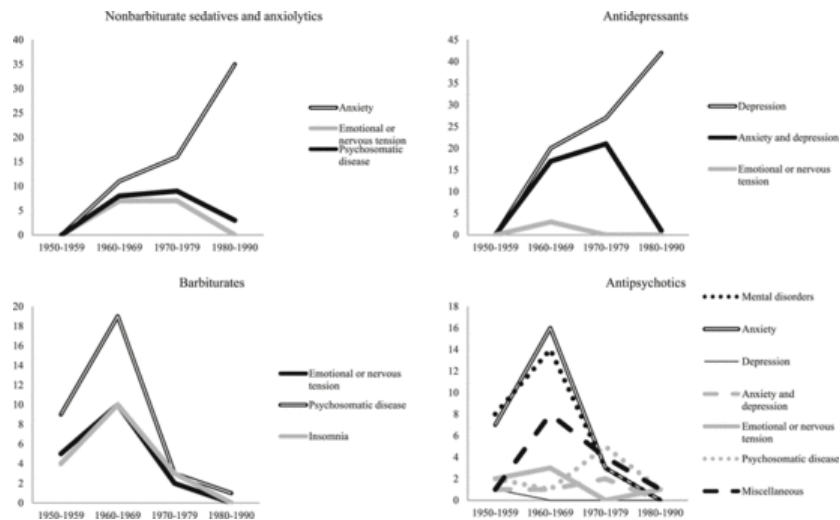 Nonbarbiturate sedatives and anxiolytics
40
35
30
25
20
15
10
5
0
1950-1959 1960-1969 1970-1979 1980-1990
Anxiety
Emotional or
nervous tension
Psychosomatic
disease
Antidepressants
45
40
35
30
25
20
15
10
5
0
1950-1959 1960-1969 1970-1979 1980-1990
Depression
Anxiety and depression
Emotional or nervous
tension
Barbiturates
20
18
16
14
12
10
8
6
4
2
0
1950-1959 1960-1969 1970-1979 1980-1990
Emotional or nervous
tension
Psychosomatic disease
Insomnia
Antipsychotics
18
16
14
12
10
8
6
4
2
0
1950-1959 1960-1969 1970-1979 1980-1990
Mental disorders
Anxiety
Depression
Anxiety and
depression
Emotional or nervous
tension
Psychosomatic disease
Miscellaneous